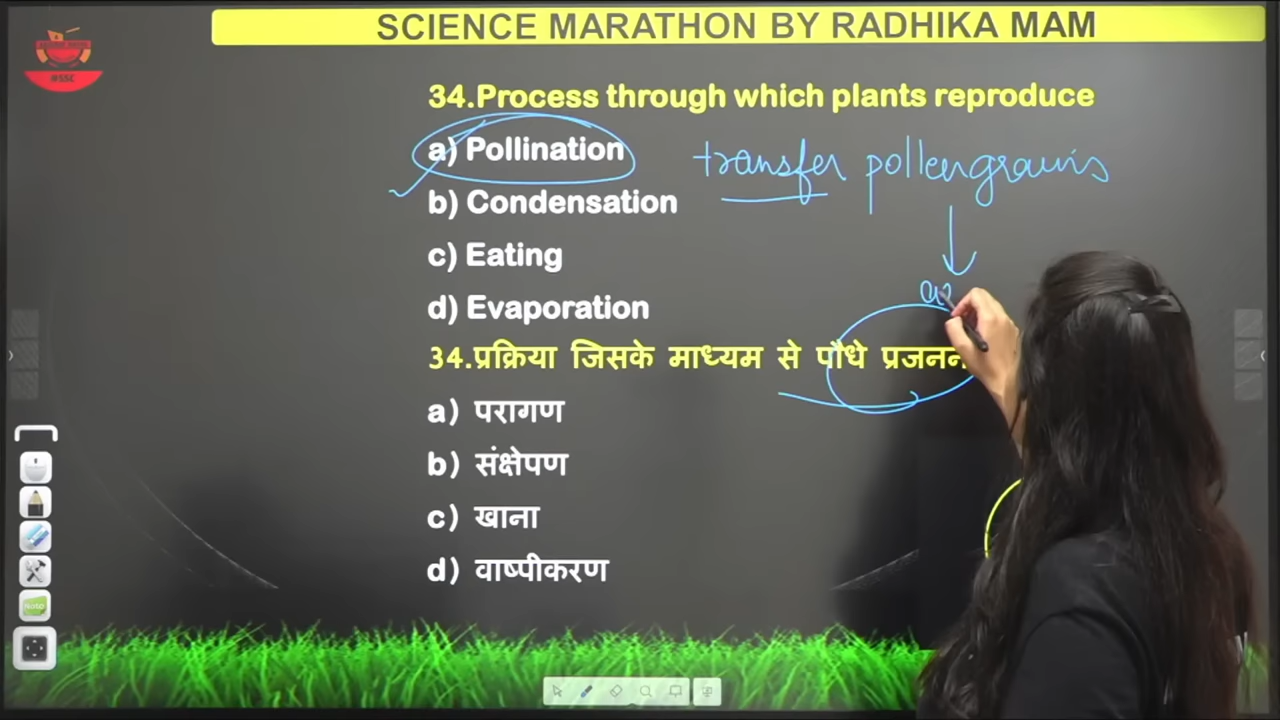 SCIENCE MARATHON BY RADHIKA MAM
@SSC
34.Process through which plants reproduce
a) Pollination
transfer pollengrains
b) Condensation
c) Eating
d) Evaporation
34.प्रक्रिया जिसके माध्यम से पौधे प्रजनन
a) परागण
b) संक्षेपण
c) खाना
d) वाष्पीकरण